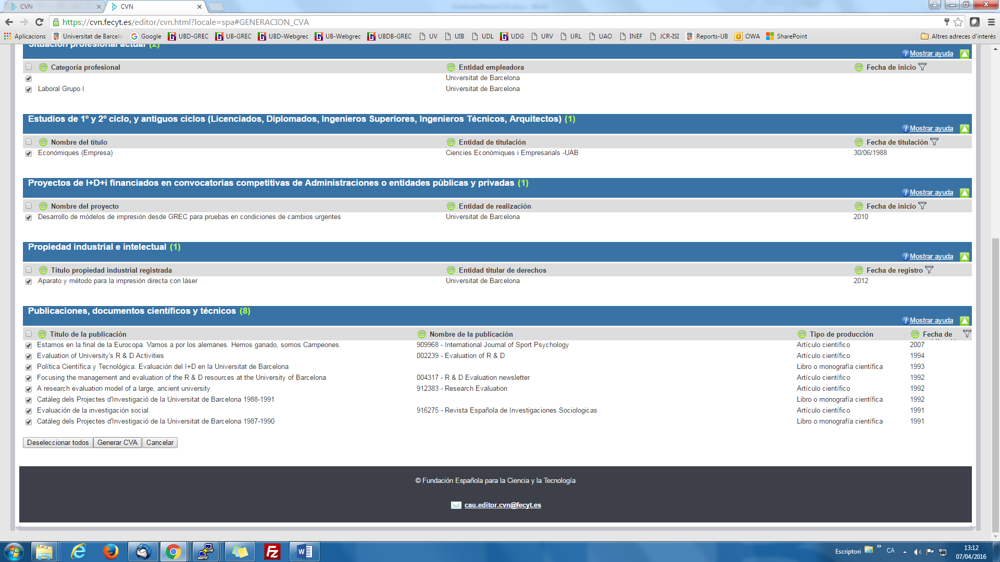 CVN
CVN
https://cvn.fecyt.es/editor/cvn.html?locale=spa#GENERACION_CVA
Aplicacions Universitat de Barcelo Google UBD-GREC UB-GREC UBD-Webgrec UB-Webgrec UBDB-GREC UV UIB UDL UDG URV URL UAO INEF JCR-ISI Reports-UB OWA SharePoint Altres adreces d'interès
Situación profesional actual (2)
Mostrar ayuda
Categoría profesional Entidad empleadora Fecha de inicio
Universitat de Barcelona
Laboral Grupo I Universitat de Barcelona
Estudios de 1º y 2º ciclo, y antiguos ciclos (Licenciados, Diplomados, Ingenieros Superiores, Ingenieros Técnicos, Arquitectos) (1)
Mostrar ayuda
Nombre del título Entidad de titulación Fecha de titulación
Económiques (Empresa) Ciencies Econòmiques i Empresarials -UAB 30/06/1988
Proyectos de I+D+i financiados en convocatorias competitivas de Administraciones o entidades públicas y privadas (1)
Mostrar ayuda
Nombre del proyecto Entidad de realización Fecha de inicio
Desarrollo de módelos de impresión desde GREC para pruebas en condiciones de cambios urgentes Universitat de Barcelona 2010
Propiedad industrial e intelectual (1)
Mostrar ayuda
Título propiedad industrial registrada Entidad titular de derechos Fecha de registro
Aparato y método para la impresión directa con láser Universitat de Barcelona 2012
Publicaciones, documentos científicos y técnicos (8)
Mostrar ayuda
Título de la publicación Nombre de la publicación Tipo de producción Fecha de
Estamos en la final de la Eurocopa. Vamos a por los alemanes. Hemos ganado, somos Campeones. 909968 - International Journal of Sport Psychology Artículo científico 2007
Evaluation of University's R & D Activities 002239 - Evaluation of R & D Artículo científico 1994
Política Científica y Tecnológica. Evaluación del I+D en la Universitat de Barcelona Libro o monografía científica 1993
Focusing the management and evaluation of the R & D resources at the University of Barcelona 004317 - R & D Evaluation newsletter Artículo científico 1992
A research evaluation model of a large, ancient university 912383 - Research Evaluation Artículo científico 1992
Catàleg dels Projectes d'Investigació de la Universitat de Barcelona 1988-1991 Libro o monografía científica 1992
Evaluación de la investigación social. 916275 - Revista Española de Investigaciones Sociologicas Artículo científico 1991
Catàleg dels Projectes d'Investigació de la Universitat de Barcelona 1987-1990 Libro o monografía científica 1991
Deseleccionar todos Generar CVA Cancelar
© Fundación Española para la Ciencia y la Tecnología
cau.editor.cvn@fecyt.es
Escriptori » CA 13:12
07/04/2016